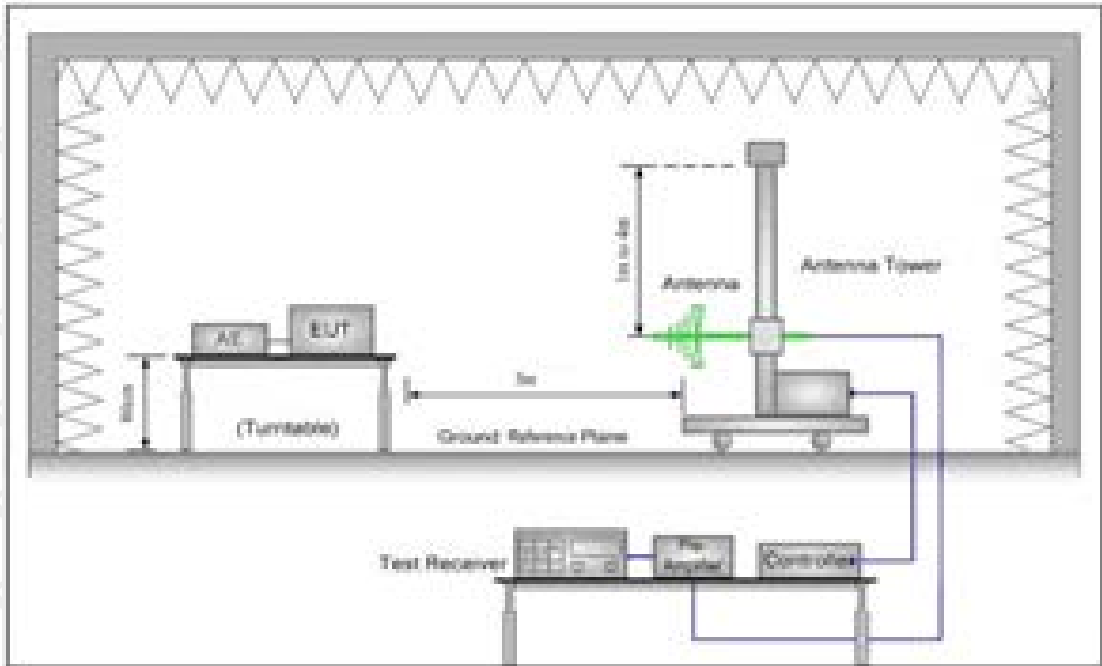 Antenna Tower
Antenna
AE
EUT
(Turntable)
Ground Reference Plane
Test Receiver
Controller